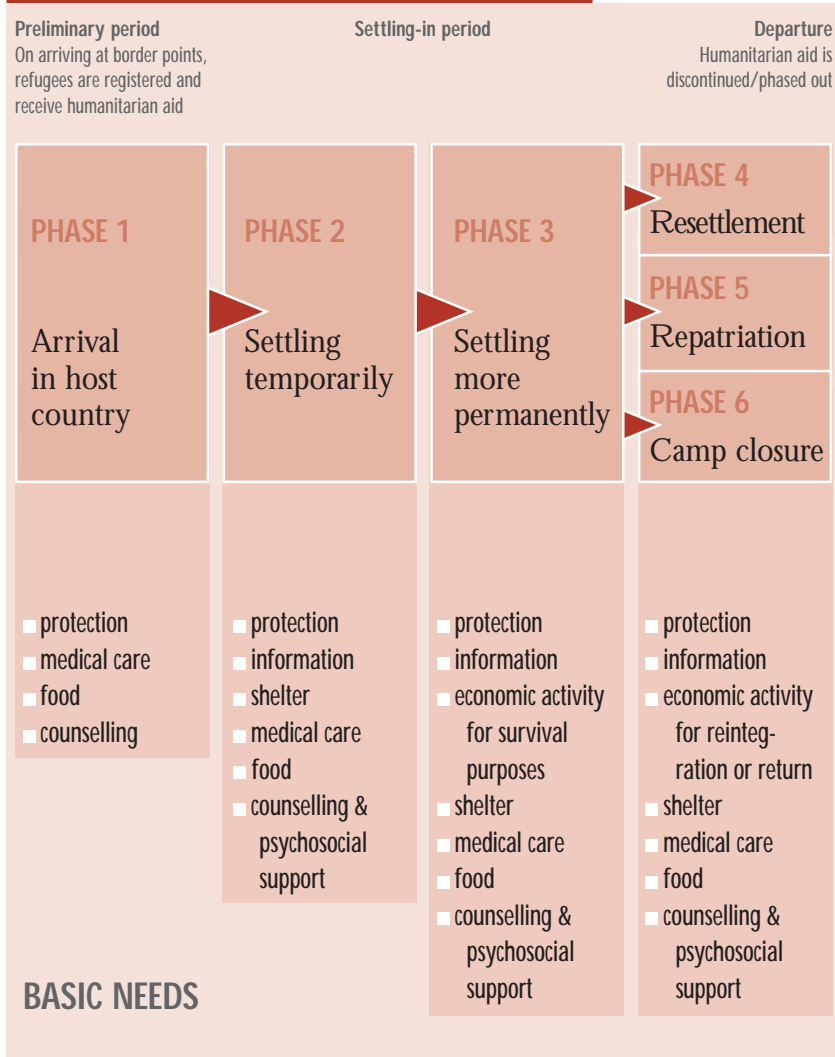 Preliminary period
On arriving at border points,
refugees are registered and
receive humanitarian aid
Settling-in period
Departure
Humanitarian aid is
discontinued/phased out
PHASE 1
Arrival
in host
country
PHASE 2
Settling
temporarily
PHASE 3
Settling
more
permanently
PHASE 4
Resettlement
PHASE 5
Repatriation
PHASE 6
Camp closure
protection
medical care
food
counselling
protection
information
shelter
medical care
food
counselling &
psychosocial
support
protection
information
economic activity
for survival
purposes
shelter
medical care
food
counselling &
psychosocial
support
protection
information
economic activity
for reinteg-
ration or return
shelter
medical care
food
counselling &
psychosocial
support
BASIC NEEDS